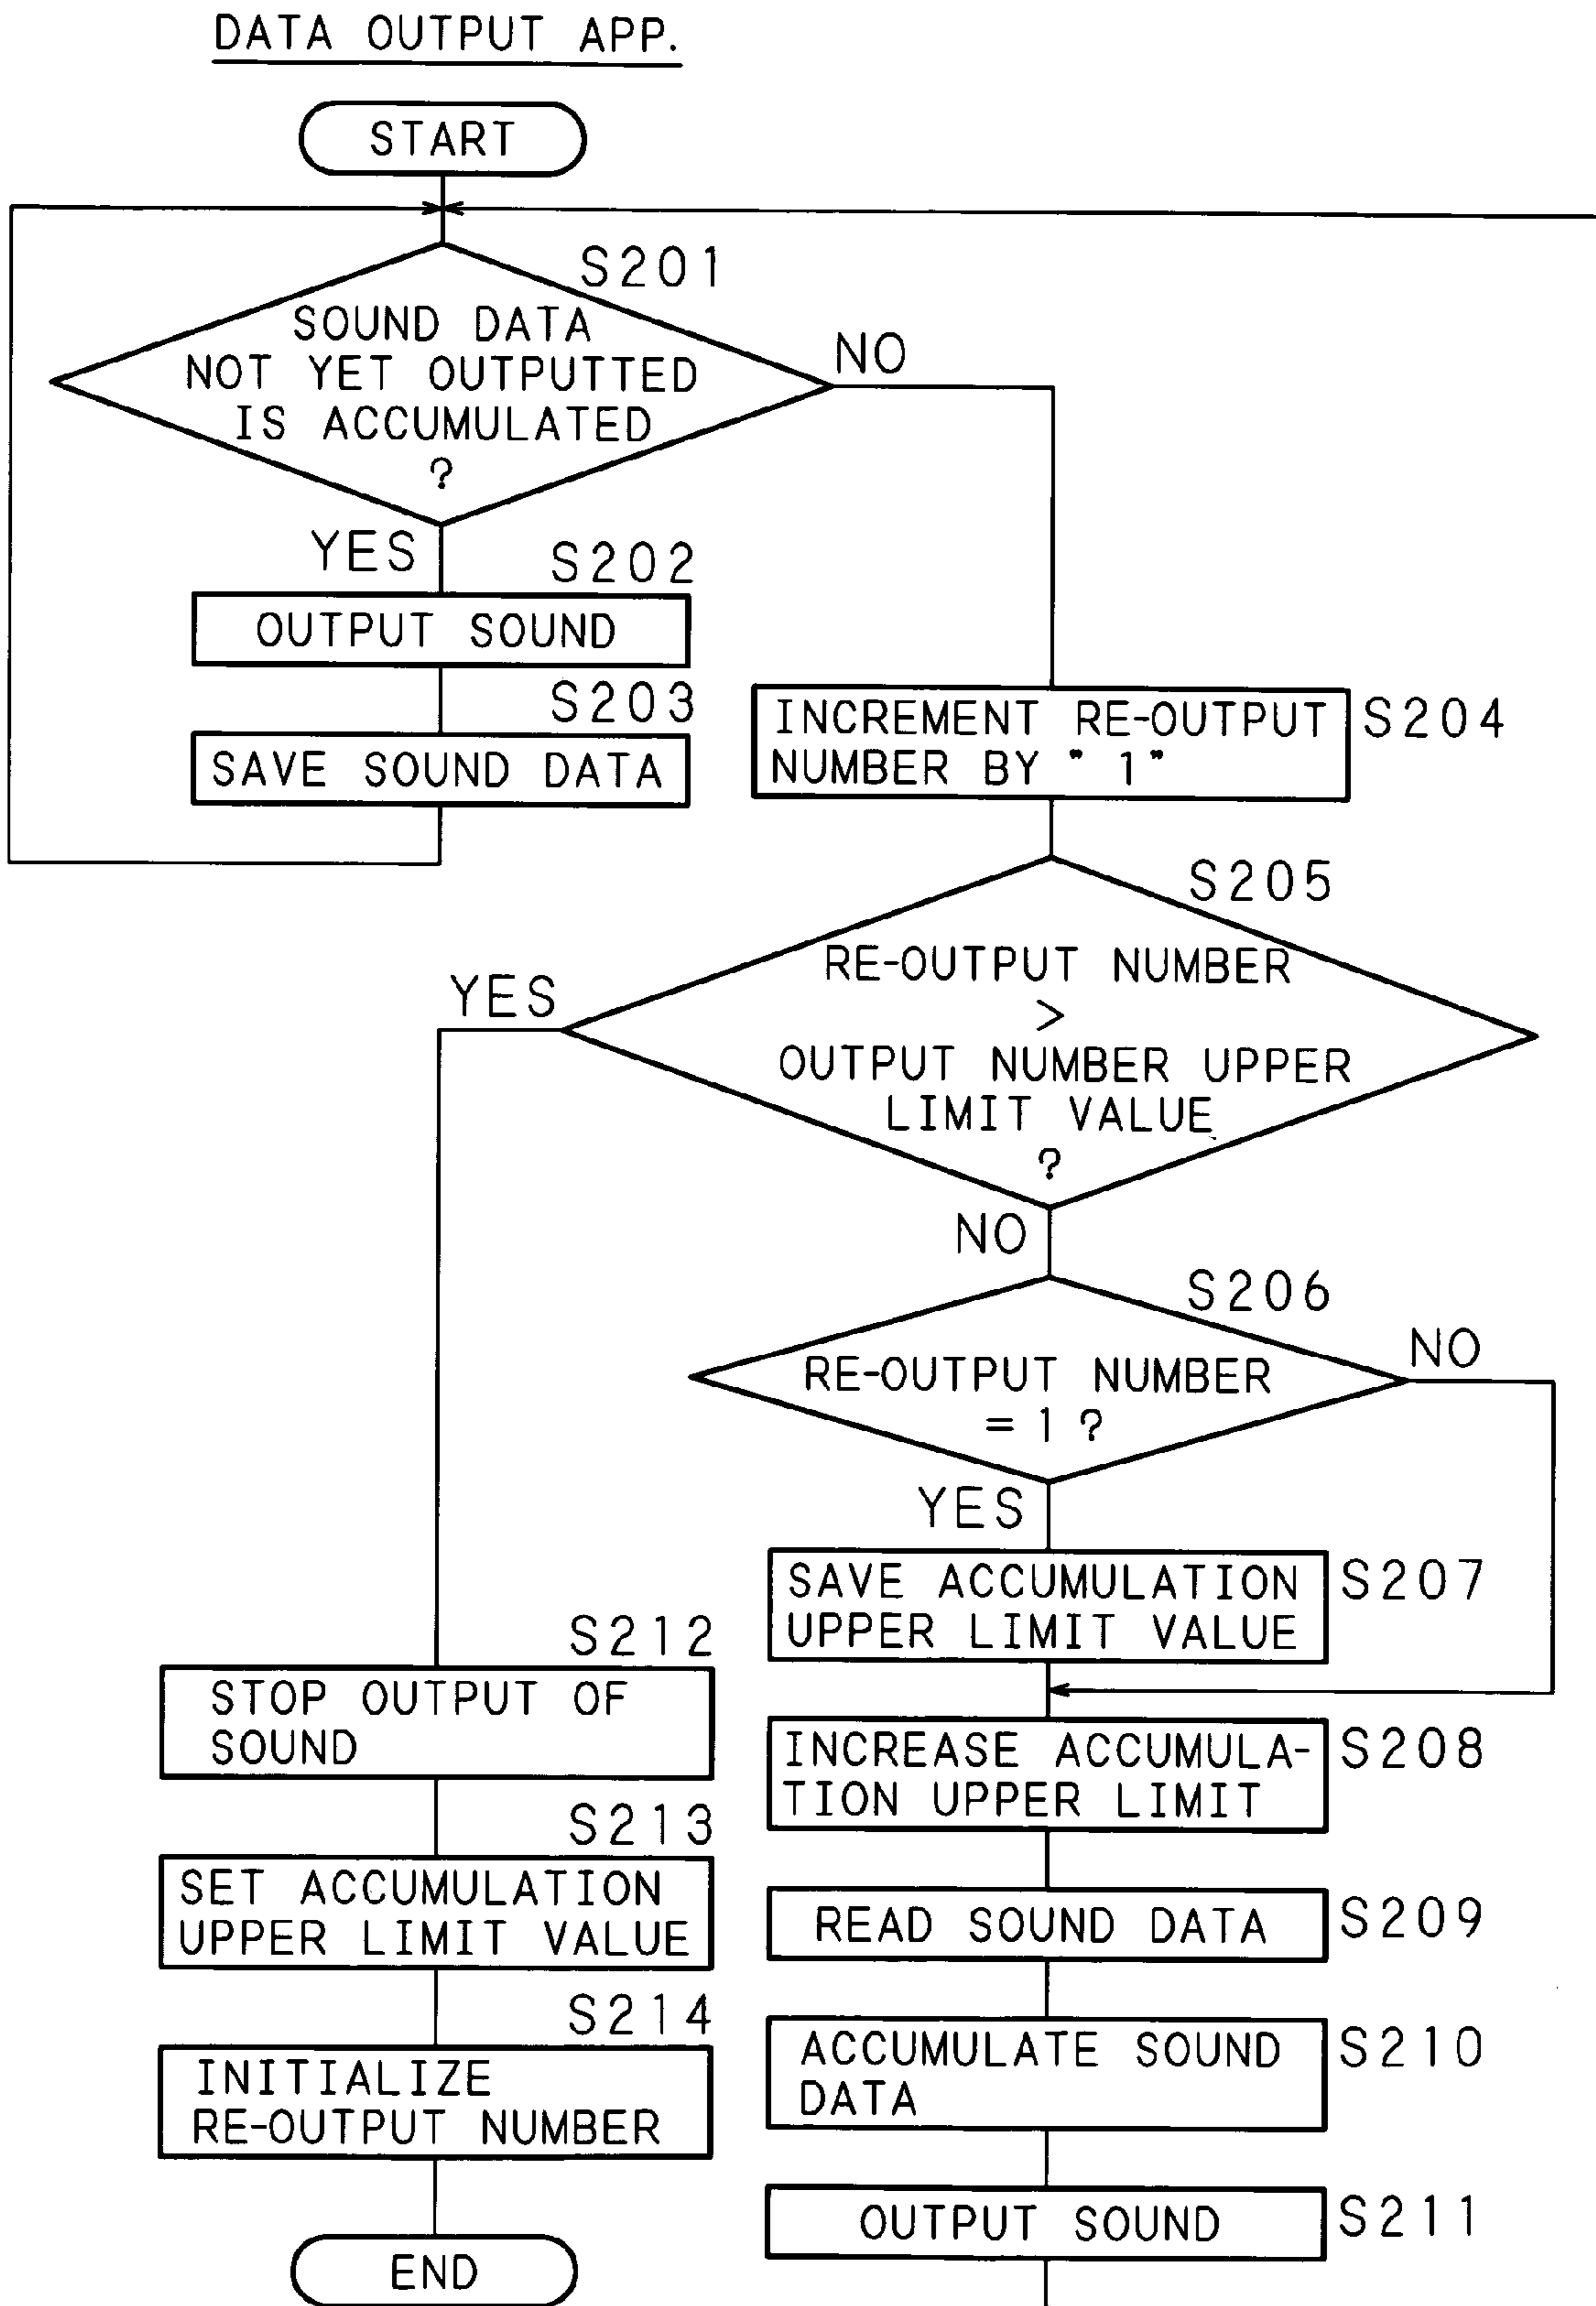 DATA OUTPUT APP.
START
S201
SOUND DATA
NOT YET OUTPUTTED
IS ACCUMULATED
?
NO
YES
S202
OUTPUT SOUND
S203
SAVE SOUND DATA
INCREMENT RE-OUTPUT
NUMBER BY " 1"
S204
S205
RE-OUTPUT NUMBER
>
OUTPUT NUMBER UPPER
LIMIT VALUE
?
YES
NO
S206
RE-OUTPUT NUMBER
= 1 ?
NO
YES
SAVE ACCUMULATION
UPPER LIMIT VALUE
S207
INCREASE ACCUMULA-
TION UPPER LIMIT
S208
READ SOUND DATA
S209
ACCUMULATE SOUND
DATA
S210
OUTPUT SOUND
S211
S212
STOP OUTPUT OF
SOUND
S213
SET ACCUMULATION
UPPER LIMIT VALUE
S214
INITIALIZE
RE-OUTPUT NUMBER
END